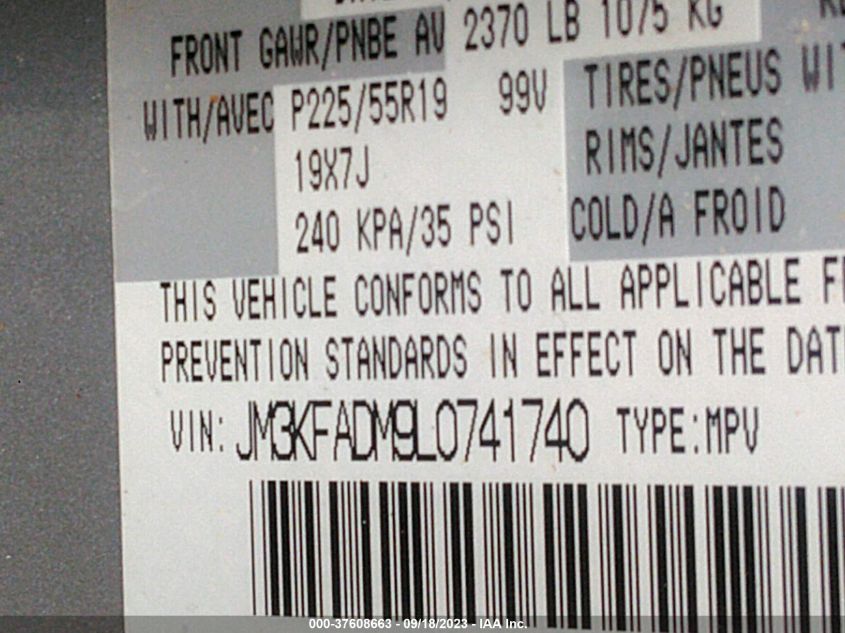 FRONT GAWR/PNBE AV 2370 LB 1075 KG
WITH/AVEC P225/55R19 99V TIRES/PNEUS
19X7J RIMS/JANTES
240 KPA/35 PSI COLD/A FROID
THIS VEHICLE CONFORMS TO ALL APPLICABLE
PREVENTION STANDARDS IN EFFECT ON THE
VIN: JM3KFADM9L0741740 TYPE:MPV
000-37608663 - 09/18/2023 - IAA Inc.